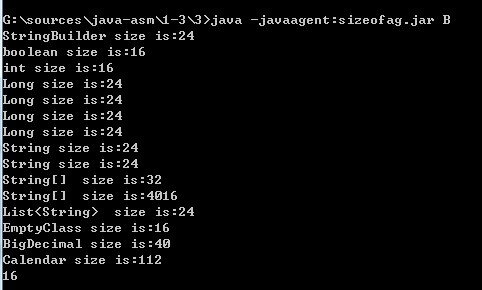 G:\sources\java-asm\1-3\3>java -javaagent:sizeofag.jar B
StringBuilder size is:24
boolean size is:16
int size is:16
Long size is:24
Long size is:24
Long size is:24
Long size is:24
String size is:24
String size is:24
String[]  size is:32
String[]  size is:4016
List<String>  size is:24
EmptyClass size is:16
BigDecimal size is:40
Calendar size is:112
16